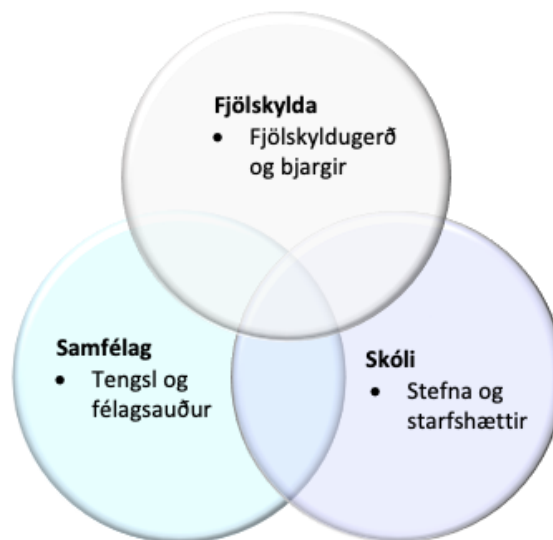 Fjölskylda
• Fjölskyldugerð
og bjargir
Samfélag
• Tengsl og
félagsauður
Skóli
• Stefna og
starfshættir